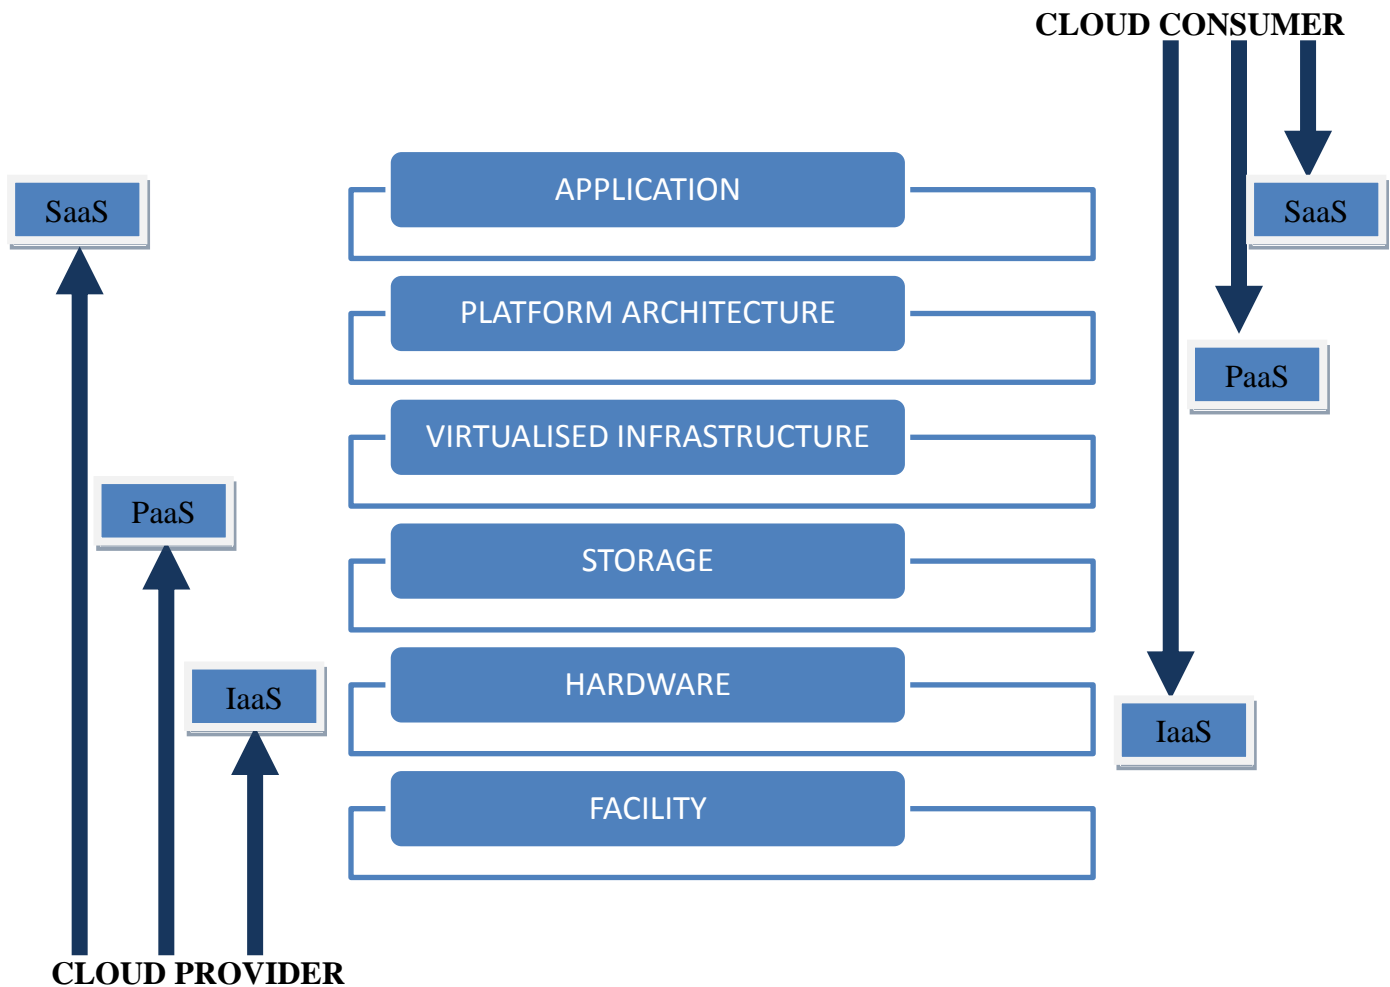 CLOUD CONSUMER
APPLICATION
SaaS
SaaS
PLATFORM ARCHITECTURE
PaaS
VIRTUALISED INFRASTRUCTURE
PaaS
STORAGE
HARDWARE
IaaS
IaaS
FACILITY
CLOUD PROVIDER